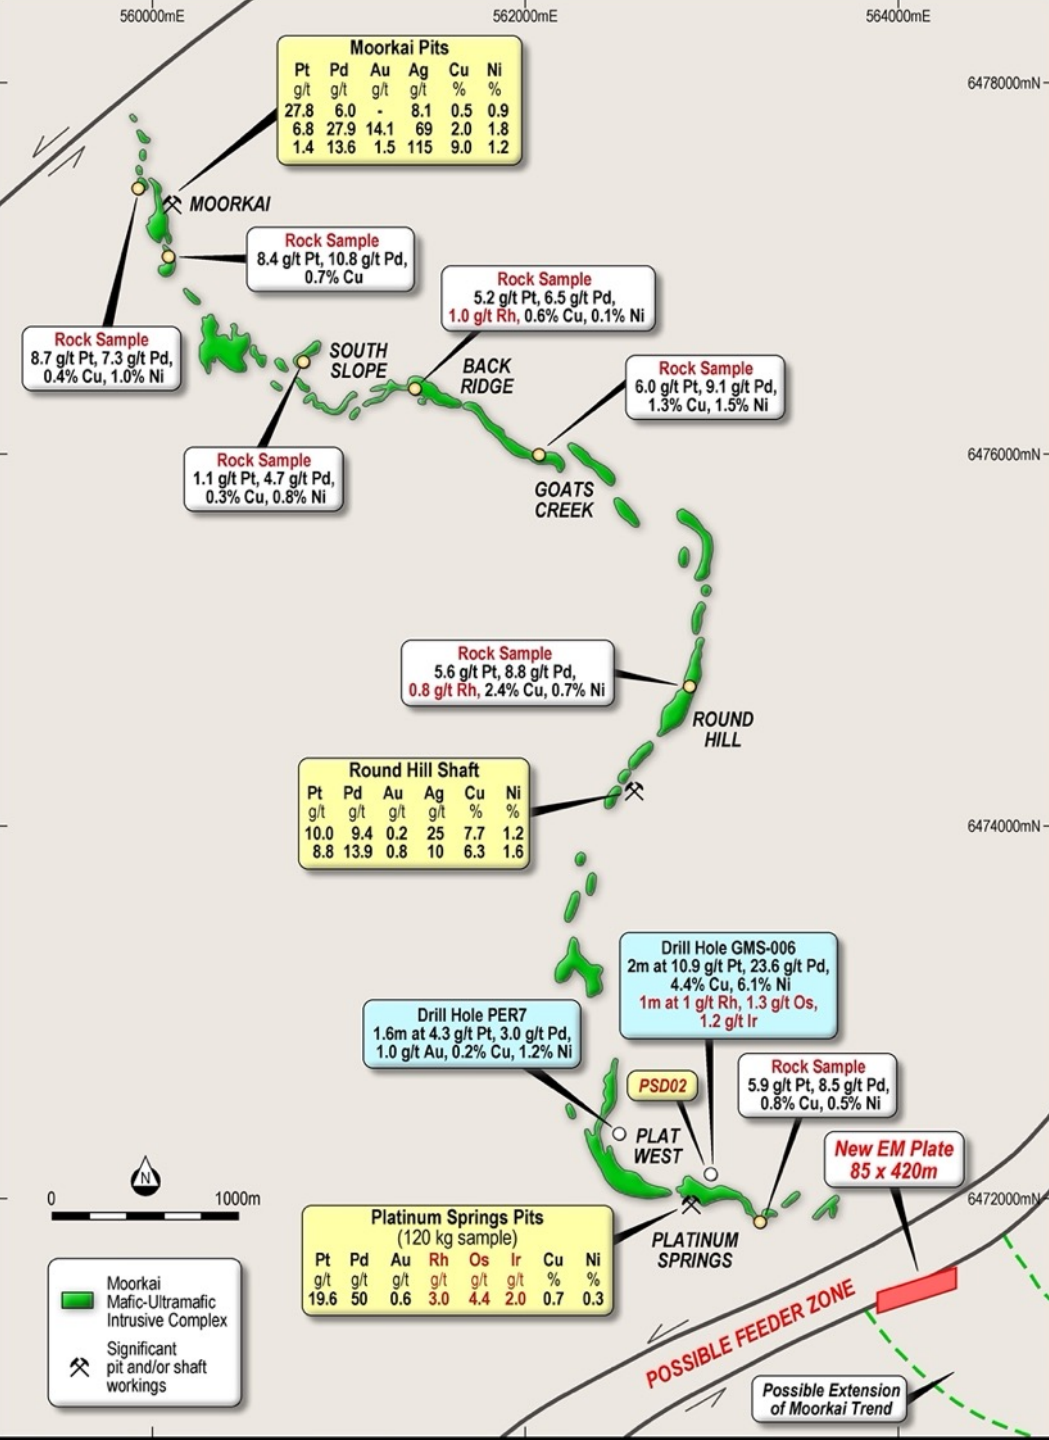 560000mE
562000mE
564000mE
6478000mN
Moorkai Pits
Pt Pd Au Ag Cu Ni
g/t g/t g/t g/t % %
27.8 6.0 - 8.1 0.5 0.9
6.8 27.9 14.1 69 2.0 1.8
1.4 13.6 1.5 115 9.0 1.2
MOORKAI
Rock Sample
8.4 g/t Pt, 10.8 g/t Pd,
0.7% Cu
Rock Sample
5.2 g/t Pt, 6.5 g/t Pd,
1.0 g/t Rh, 0.6% Cu, 0.1% Ni
Rock Sample
8.7 g/t Pt, 7.3 g/t Pd,
0.4% Cu, 1.0% Ni
SOUTH
SLOPE
BACK
RIDGE
Rock Sample
6.0 g/t Pt, 9.1 g/t Pd,
1.3% Cu, 1.5% Ni
Rock Sample
1.1 g/t Pt, 4.7 g/t Pd,
0.3% Cu, 0.8% Ni
6476000mN
GOATS
CREEK
Rock Sample
5.6 g/t Pt, 8.8 g/t Pd,
0.8 g/t Rh, 2.4% Cu, 0.7% Ni
ROUND
HILL
Round Hill Shaft
Pt Pd Au Ag Cu Ni
g/t g/t g/t g/t % %
10.0 9.4 0.2 25 7.7 1.2
8.8 13.9 0.8 10 6.3 1.6
6474000mN
Drill Hole GMS-006
2m at 10.9 g/t Pt, 23.6 g/t Pd,
4.4% Cu, 6.1% Ni
1m at 1 g/t Rh, 1.3 g/t Os,
1.2 g/t Ir
Drill Hole PER7
1.6m at 4.3 g/t Pt, 3.0 g/t Pd,
1.0 g/t Au, 0.2% Cu, 1.2% Ni
PSD02
Rock Sample
5.9 g/t Pt, 8.5 g/t Pd,
0.8% Cu, 0.5% Ni
PLAT
WEST
New EM Plate
85 x 420m
N
0 1000m
6472000mN
Platinum Springs Pits
(120 kg sample)
Pt Pd Au Rh Os Ir Cu Ni
g/t g/t g/t g/t g/t g/t % %
19.6 50 0.6 3.0 4.4 2.0 0.7 0.3
PLATINUM
SPRINGS
POSSIBLE FEEDER ZONE
Moorkai
Mafic-Ultramafic
Intrusive Complex
Significant
pit and/or shaft
workings
Possible Extension
of Moorkai Trend